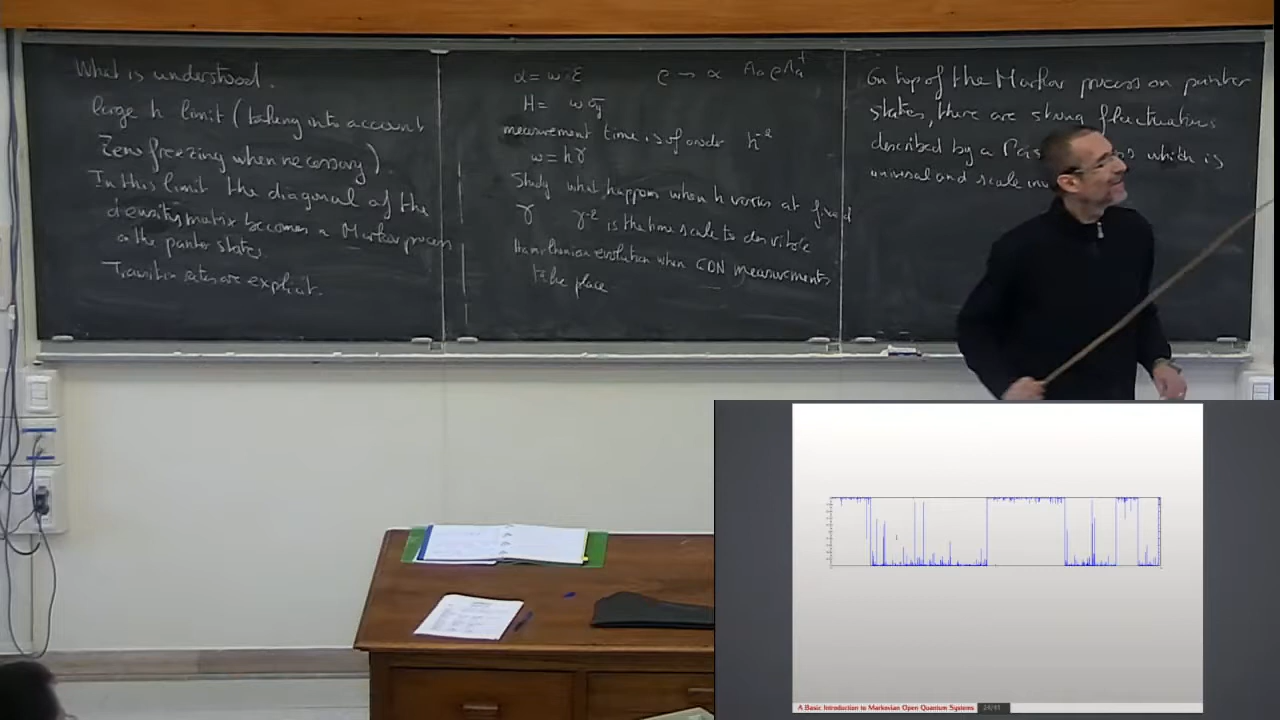 What is understood.
large h limit (taking into account
Zeno freezing when necessary).
In this limit the diagonal of the
density matrix becomes a Markov process
on the pointer states.
Transition rates are explicit.
H = ω σy
measurement time is of order h⁻²
ω = hγ
Study what happens when h varies at fixed
γ γ⁻² is the time scale to describe
Hamiltonian evolution when CDN measurements
take place
On top of the Markov process on pointer
states, there are strong fluctuations
described by a which is
universal and scale
A Basic Introduction to Markovian Open Quantum Systems